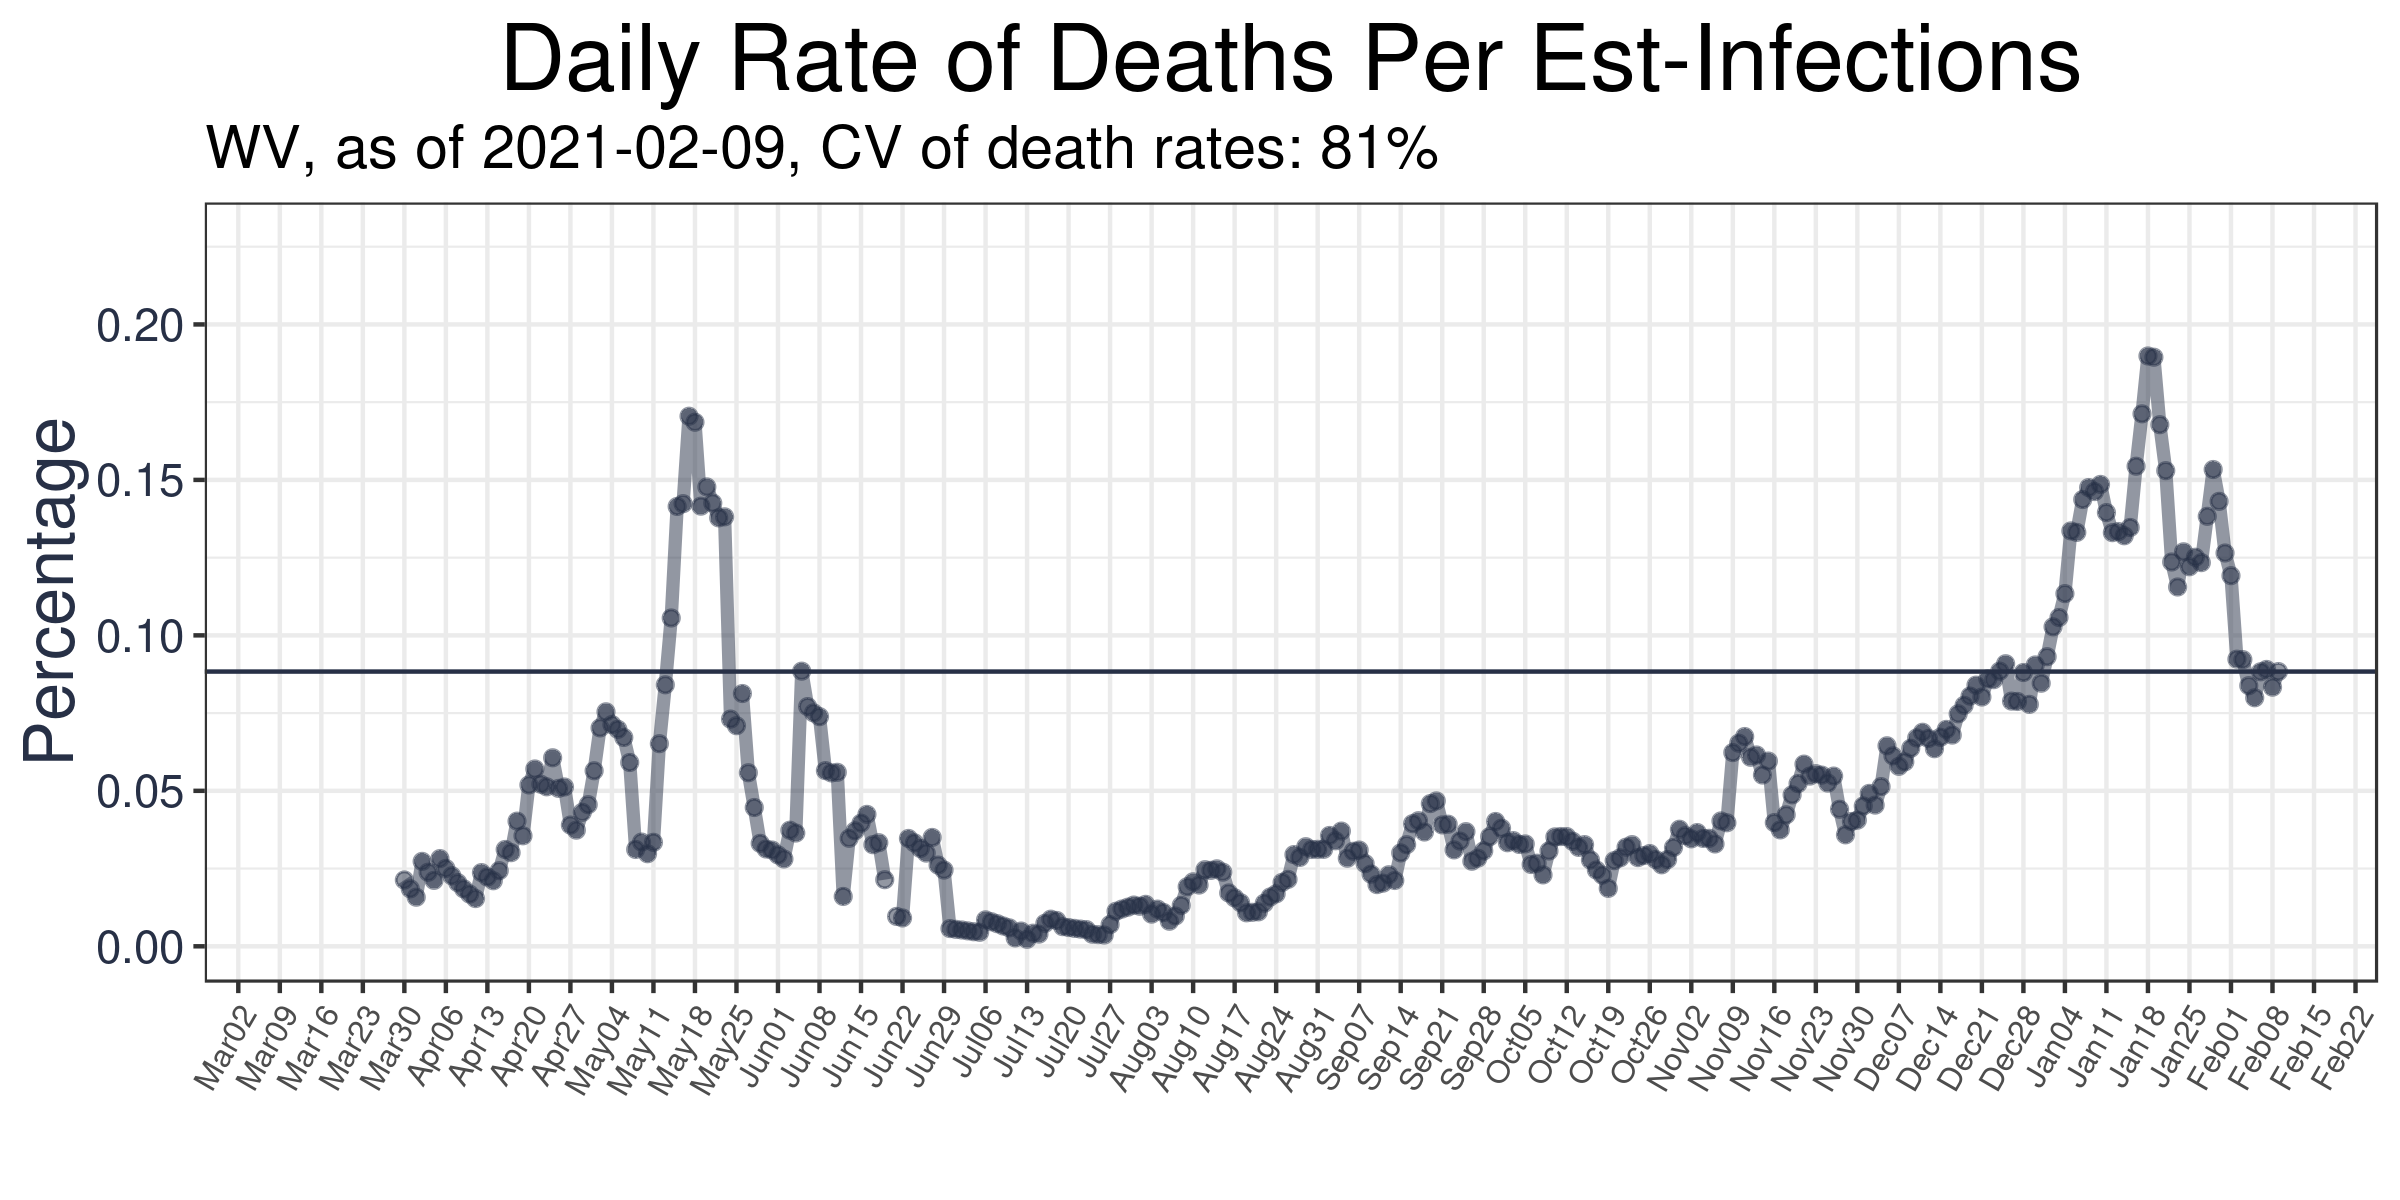 Daily Rate of Deaths Per Est-Infections
WV, as of 2021-02-09, CV of death rates: 81%
Percentage
0.20
0.15
0.10
0.05
0.00
Mar02
Mar09
Mar16
Mar23
Mar30
Apr06
Apr13
Apr20
Apr27
May04
May11
May18
May25
Jun01
Jun08
Jun15
Jun22
Jun29
Jul06
Jul13
Jul20
Jul27
Aug03
Aug10
Aug17
Aug24
Aug31
Sep07
Sep14
Sep21
Sep28
Oct05
Oct12
Oct19
Oct26
Nov02
Nov09
Nov16
Nov23
Nov30
Dec07
Dec14
Dec21
Dec28
Jan04
Jan11
Jan18
Jan25
Feb01
Feb08
Feb15
Feb22